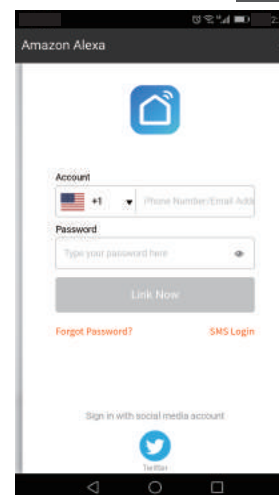 Amazon Alexa
Account
+1 Phone Number/Email Addr
Password
Type your password here
Link Now
Forgot Password? SMS Login
Sign in with social media account
Twitter